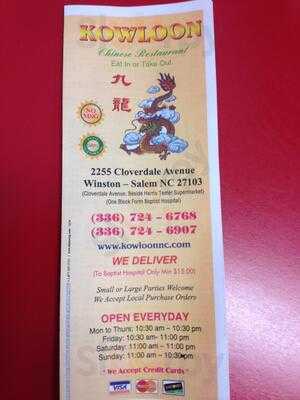 KOWLOON
Chinese Restaurant
Eat In or Take Out
九
龍
NO
MSG
2255 Cloverdale Avenue
Winston – Salem NC 27103
(Cloverdale Avenue, Beside Harris Teeter Supermarket)
(One Block Form Baptist Hospital)
(336) 724 – 6768
(336) 724 – 6907
www.kowloonnc.com
WE DELIVER
(To Baptist Hospital Only Min $15.00)
Small or Large Parties Welcome
We Accept Local Purchase Orders
OPEN EVERYDAY
Mon to Thurs: 10:30 am – 10:30 pm
Friday: 10:30 am – 11:00 pm
Saturday: 11:00 am – 11:00 pm
Sunday: 11:00 am – 10:30 pm
* We Accept Credit Cards *
VISA
MasterCard